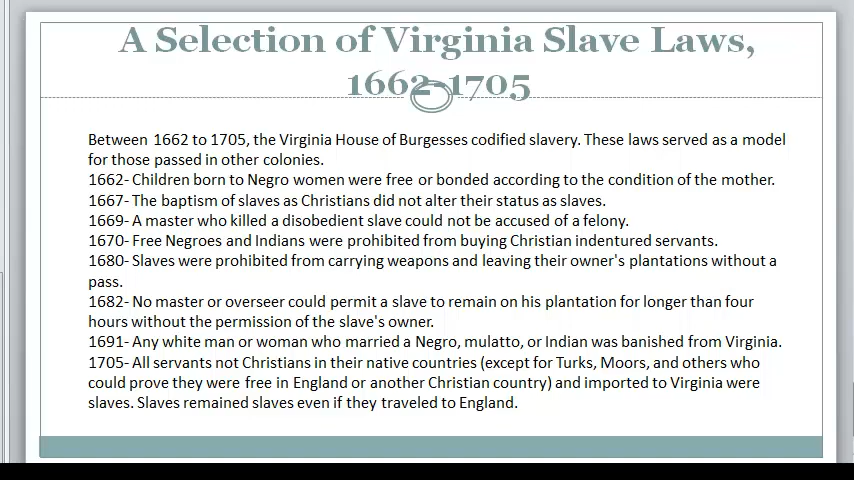 A Selection of Virginia Slave Laws,
1662-1705
Between 1662 to 1705, the Virginia House of Burgesses codified slavery. These laws served as a model
for those passed in other colonies.
1662- Children born to Negro women were free or bonded according to the condition of the mother.
1667- The baptism of slaves as Christians did not alter their status as slaves.
1669- A master who killed a disobedient slave could not be accused of a felony.
1670- Free Negroes and Indians were prohibited from buying Christian indentured servants.
1680- Slaves were prohibited from carrying weapons and leaving their owner's plantations without a
pass.
1682- No master or overseer could permit a slave to remain on his plantation for longer than four
hours without the permission of the slave's owner.
1691- Any white man or woman who married a Negro, mulatto, or Indian was banished from Virginia.
1705- All servants not Christians in their native countries (except for Turks, Moors, and others who
could prove they were free in England or another Christian country) and imported to Virginia were
slaves. Slaves remained slaves even if they traveled to England.